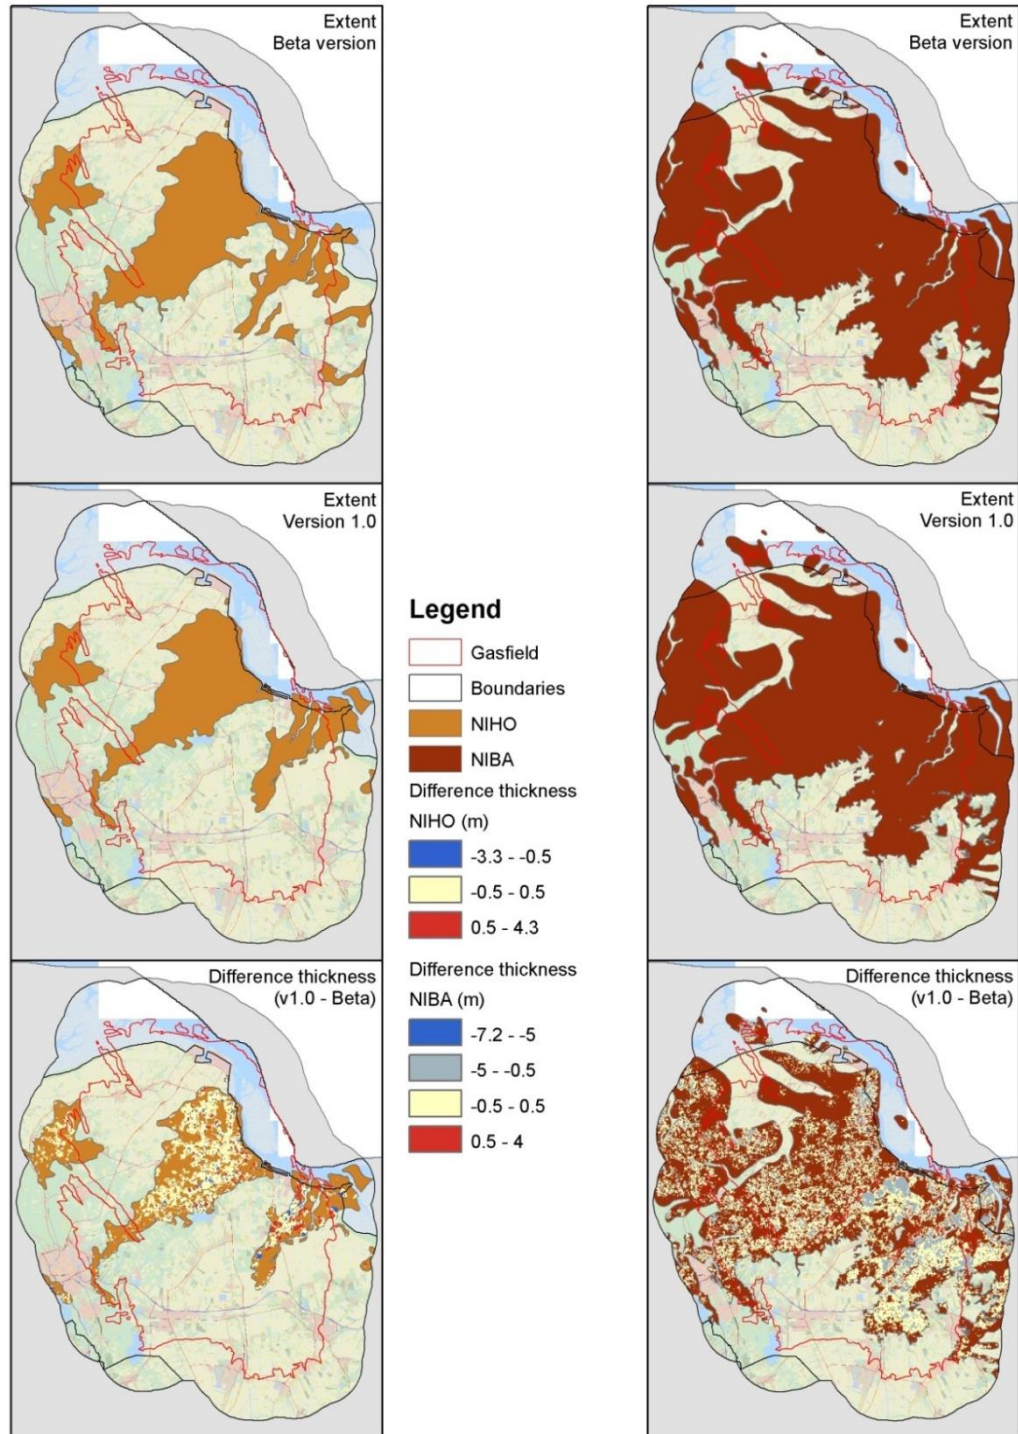 Extent
Beta version
Extent
Beta version
Extent
Version 1.0
Extent
Version 1.0
Legend
Gasfield
Boundaries
NIHO
NIBA
Difference thickness
NIHO (m)
-3.3 - -0.5
-0.5 - 0.5
0.5 - 4.3
Difference thickness
NIBA (m)
-7.2 - -5
-5 - -0.5
-0.5 - 0.5
0.5 - 4
Difference thickness
(v1.0 - Beta)
Difference thickness
(v1.0 - Beta)